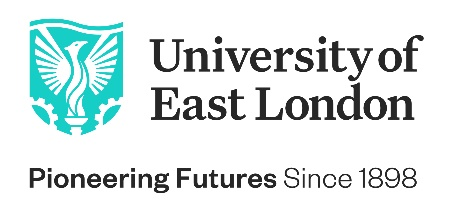 University of
East London
Pioneering Futures Since 1898